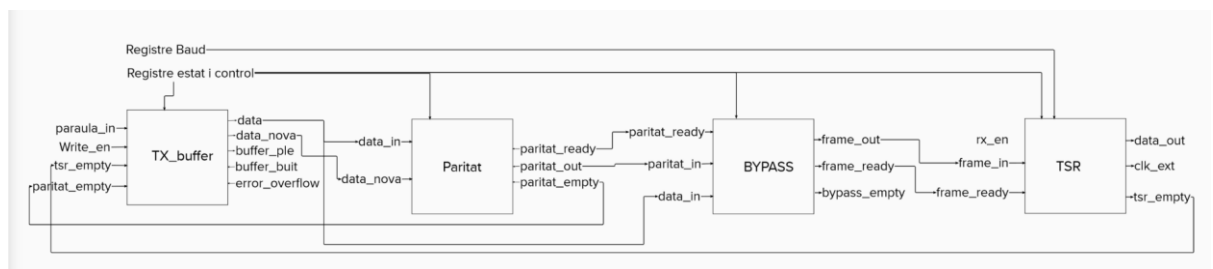 Registre Baud
Registre estat i control
paraula_in
Write_en
tsr_empty
paritat_empty
TX_buffer
data
data_nova
buffer_ple
buffer_buit
error_overflow
data_in
data_nova
Paritat
paritat_ready
paritat_out
paritat_empty
paritat_ready
paritat_in
data_in
BYPASS
frame_out
frame_ready
bypass_empty
rx_en
frame_in
frame_ready
TSR
data_out
clk_ext
tsr_empty